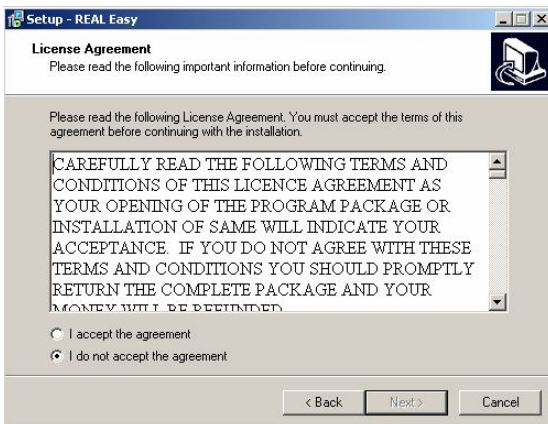 Setup - REAL Easy
License Agreement
Please read the following important information before continuing.
Please read the following License Agreement. You must accept the terms of this
agreement before continuing with the installation.
CAREFULLY READ THE FOLLOWING TERMS AND
CONDITIONS OF THIS LICENCE AGREEMENT AS
YOUR OPENING OF THE PROGRAM PACKAGE OR
INSTALLATION OF SAME WILL INDICATE YOUR
ACCEPTANCE.  IF YOU DO NOT AGREE WITH THESE
TERMS AND CONDITIONS YOU SHOULD PROMPTLY
RETURN THE COMPLETE PACKAGE AND YOUR
MONEY WILL BE REFUNDED
I accept the agreement
I do not accept the agreement
< Back Next > Cancel